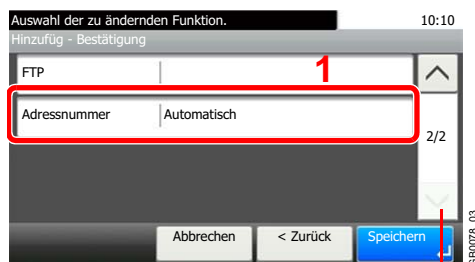 Auswahl der zu ändernden Funktion. 10:10
Hinzufüg - Bestätigung
FTP
1
Adressnummer Automatisch
2/2
Abbrechen < Zurück Speichern